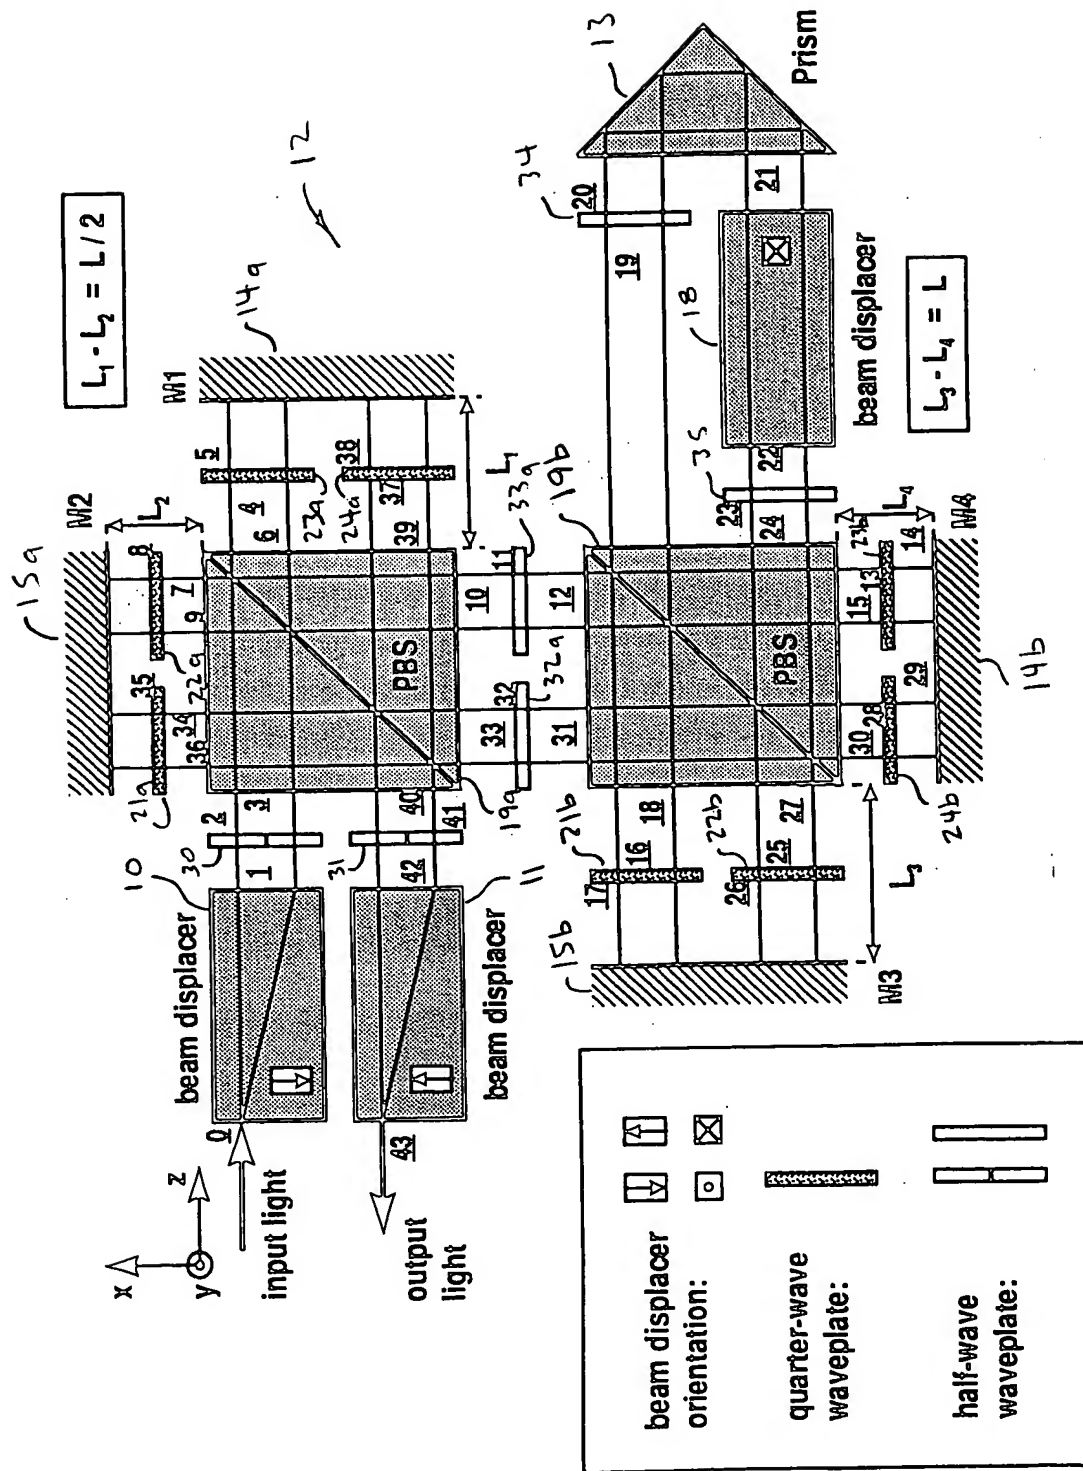 12
L₁ - L₂ = L/2
15a
M2
L₂
14a
M1
5
38
4
6
23a
24a
37
39
L₁
8
7
9
22a
35
34
36
21a
PBS
2
3
30
1
10
40
41
19a
31
42
11
beam displacer
beam displacer
0
43
x
y
z
input light
output
light
33a
11
10
12
32a
32
33
31
19b
34
20
19
13
Prism
21
18
beam displacer
L₃ - L₄ = L
35
22
23
24
PBS
L₄
23b
13
14
15
M4
14b
29
28
30
24b
21b
18
16
17
22b
27
25
26
15b
L₃
M3
beam displacer
orientation:
quarter-wave
waveplate:
half-wave
waveplate: